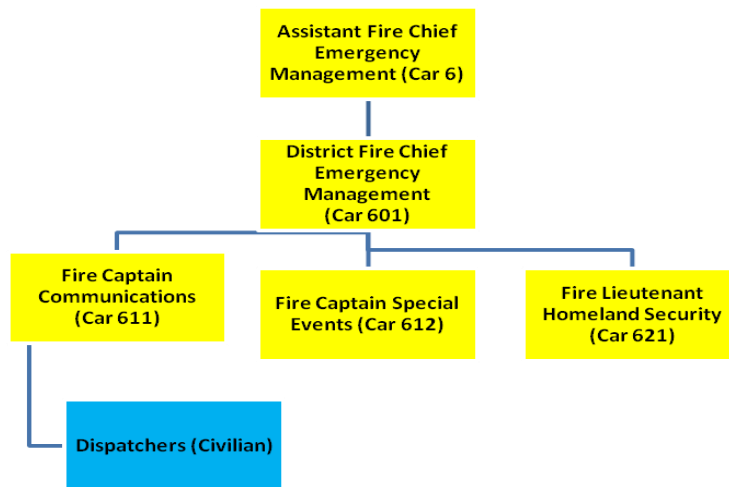 Assistant Fire Chief
Emergency
Management (Car 6)
District Fire Chief
Emergency
Management
(Car 601)
Fire Captain
Communications
(Car 611)
Fire Captain Special
Events (Car 612)
Fire Lieutenant
Homeland Security
(Car 621)
Dispatchers (Civilian)